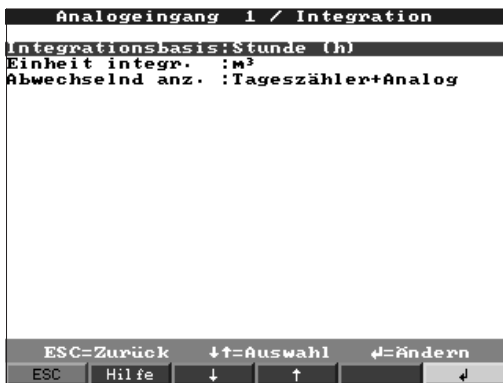 Analogeingang 1 / Integration
Integrationsbasis:Stunde (h)
Einheit integr. :m³
Abwechselnd anz. :Tageszähler+Analog
ESC=Zurück ↓↑=Auswahl ↵=Ändern
ESC Hilfe ↓ ↑ ↵